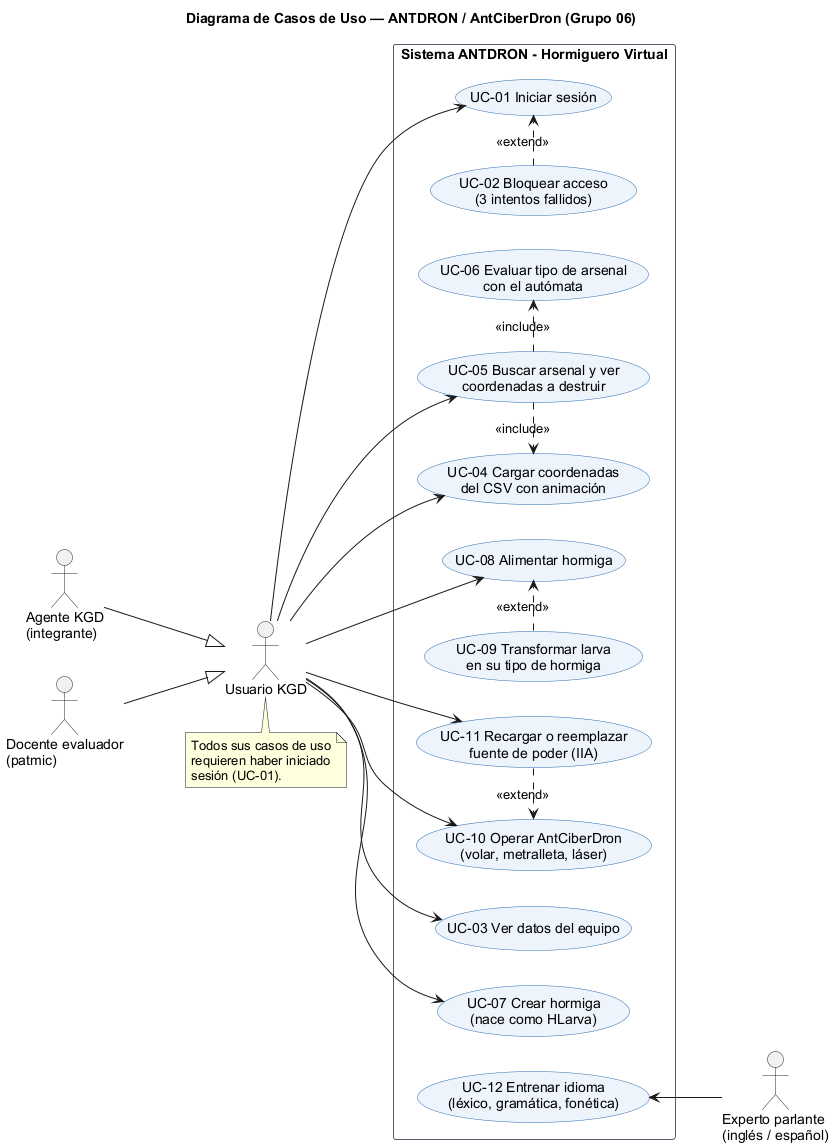 Diagrama de Casos de Uso — ANTDRON / AntCiberDron (Grupo 06)
Sistema ANTDRON - Hormiguero Virtual
UC-01 Iniciar sesión
«extend»
UC-02 Bloquear acceso
(3 intentos fallidos)
UC-06 Evaluar tipo de arsenal
con el autómata
«include»
UC-05 Buscar arsenal y ver
coordenadas a destruir
«include»
UC-04 Cargar coordenadas
del CSV con animación
UC-08 Alimentar hormiga
«extend»
UC-09 Transformar larva
en su tipo de hormiga
UC-11 Recargar o reemplazar
fuente de poder (IIA)
«extend»
UC-10 Operar AntCiberDron
(volar, metralleta, láser)
UC-03 Ver datos del equipo
UC-07 Crear hormiga
(nace como HLarva)
UC-12 Entrenar idioma
(léxico, gramática, fonética)
Agente KGD
(integrante)
Docente evaluador
(patmic)
Usuario KGD
Todos sus casos de uso
requieren haber iniciado
sesión (UC-01).
Experto parlante
(inglés / español)